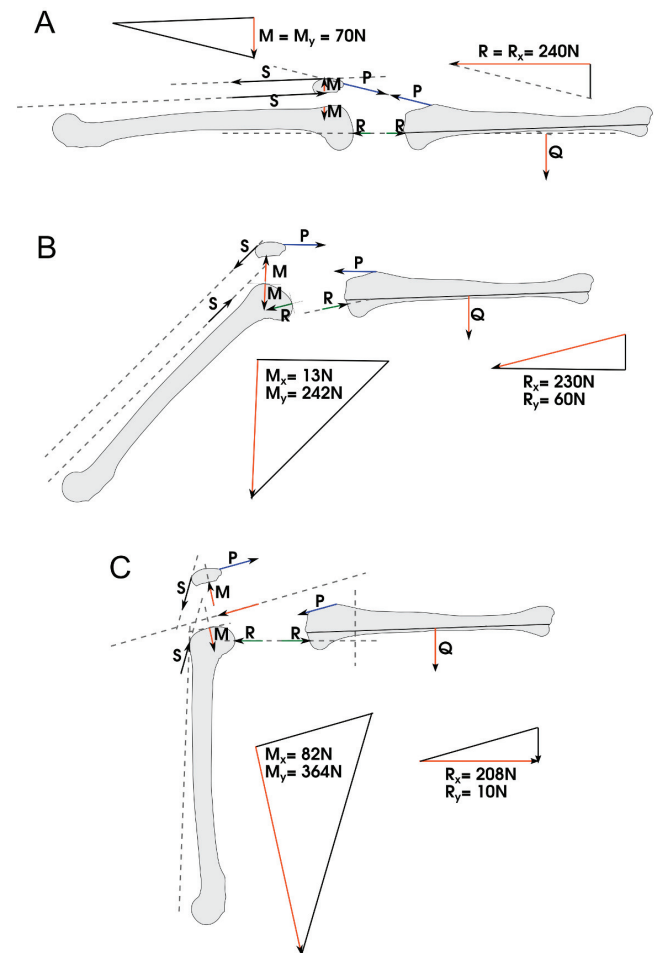 A
M = My = 70N
R = Rx = 240N
S
M
P
P
S
M
R
R
Q
B
S
P
M
P
S
M
R
R
Q
Mx = 13N
My = 242N
Rx = 230N
Ry = 60N
C
P
S
M
P
S
M
R
R
Q
Mx = 82N
My = 364N
Rx = 208N
Ry = 10N